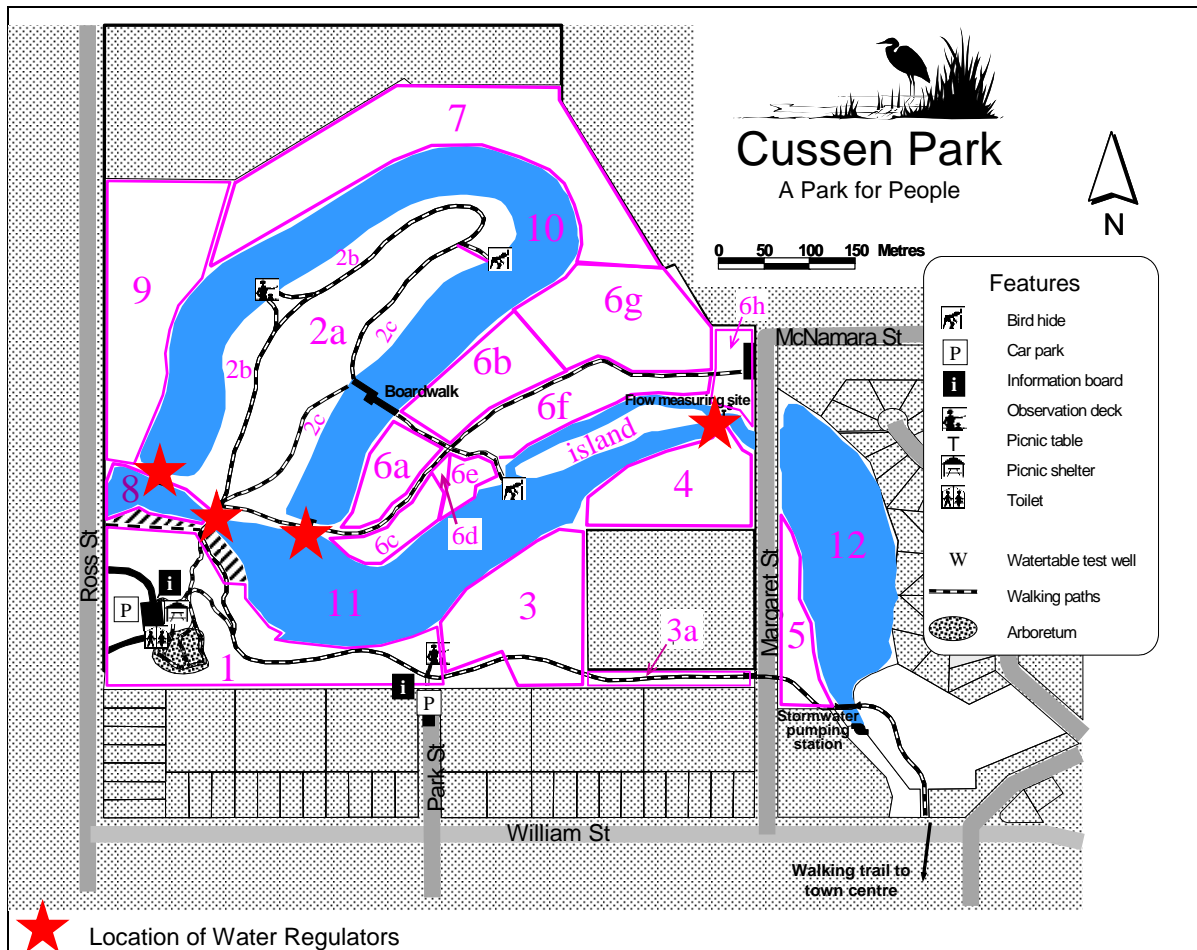 Cussen Park
A Park for People
N
0 50 100 150 Metres
7
10
9
2b
2a
2c
2b
2c
6g
6h
McNamara St
6b
Boardwalk
6f
Flow measuring site
island
6a
6e
6d
6c
4
8
11
12
3
3a
5
1
Ross St
Margaret St
Park St
William St
P
i
i
P
Stormwater
pumping
station
Walking trail to
town centre
Features
Bird hide
P Car park
i Information board
Observation deck
T Picnic table
Picnic shelter
Toilet
W Watertable test well
Walking paths
Arboretum
Location of Water Regulators